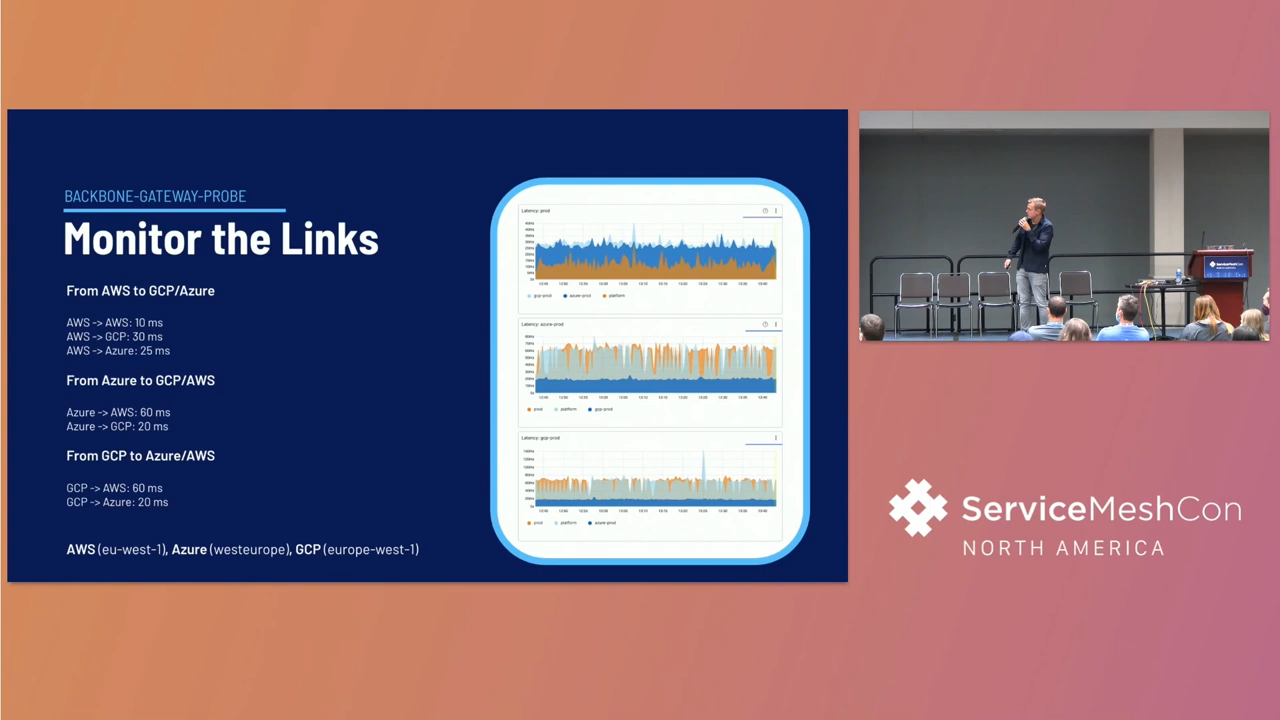 BACKBONE-GATEWAY-PROBE
Monitor the Links
From AWS to GCP/Azure
AWS -> AWS: 10 ms
AWS -> GCP: 30 ms
AWS -> Azure: 25 ms
From Azure to GCP/AWS
Azure -> AWS: 60 ms
Azure -> GCP: 20 ms
From GCP to Azure/AWS
GCP -> AWS: 60 ms
GCP -> Azure: 20 ms
AWS (eu-west-1), Azure (westeurope), GCP (europe-west-1)
Latency: prod
gcp-prod azure-prod platform
Latency: azure-prod
prod platform gcp-prod
Latency: gcp-prod
prod platform azure-prod
ServiceMeshCon
ServiceMeshCon
NORTH AMERICA